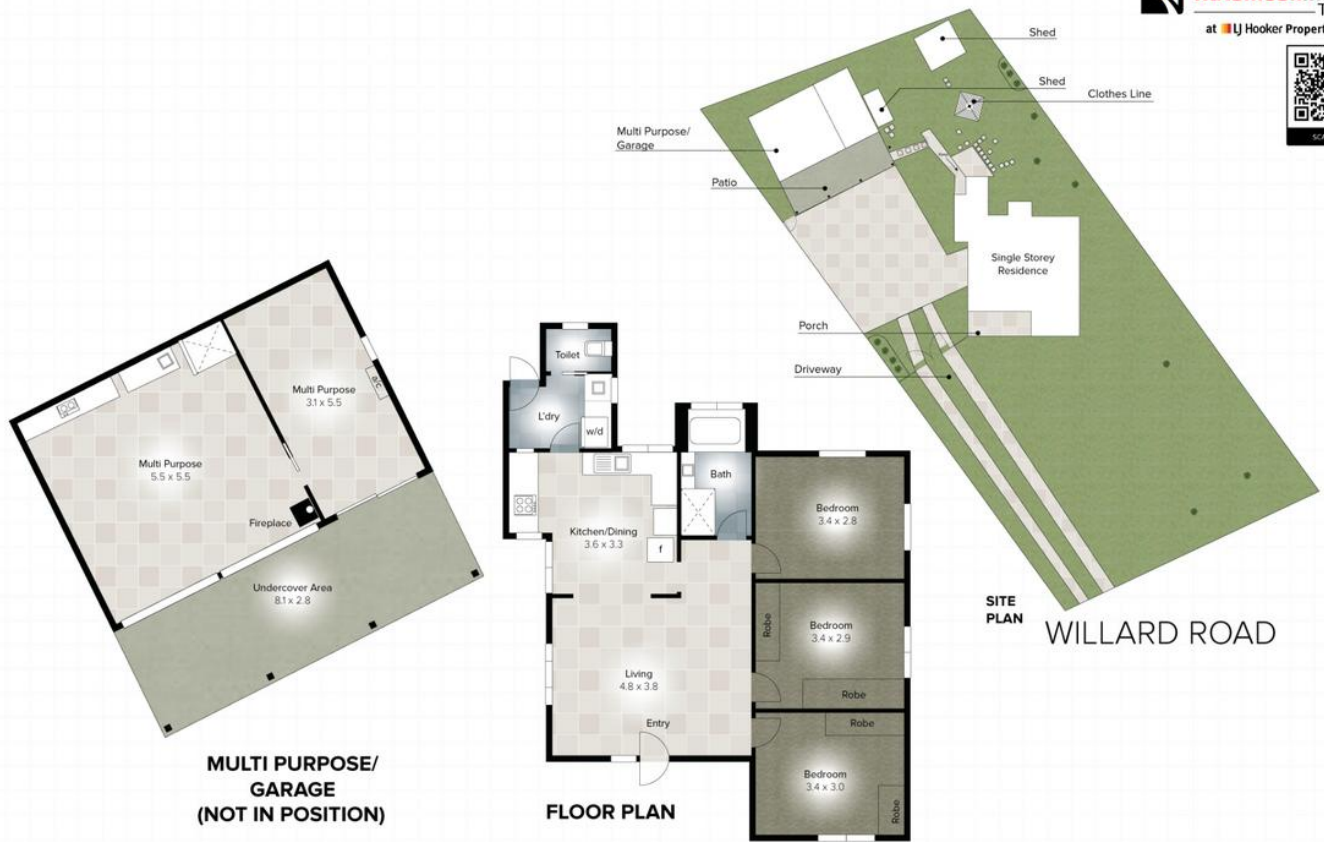 T
at LJ Hooker Propert
Shed
Shed
Clothes Line
Multi Purpose/
Garage
Patio
Single Storey
Residence
Porch
Driveway
SITE
PLAN
WILLARD ROAD
Multi Purpose
3.1 x 5.5
a/c
Multi Purpose
5.5 x 5.5
Fireplace
Undercover Area
8.1 x 2.8
MULTI PURPOSE/
GARAGE
(NOT IN POSITION)
Toilet
L'dry
w/d
Bath
Kitchen/Dining
3.6 x 3.3
f
Bedroom
3.4 x 2.8
Bedroom
3.4 x 2.9
Robe
Robe
Living
4.8 x 3.8
Entry
Robe
Bedroom
3.4 x 3.0
Robe
FLOOR PLAN